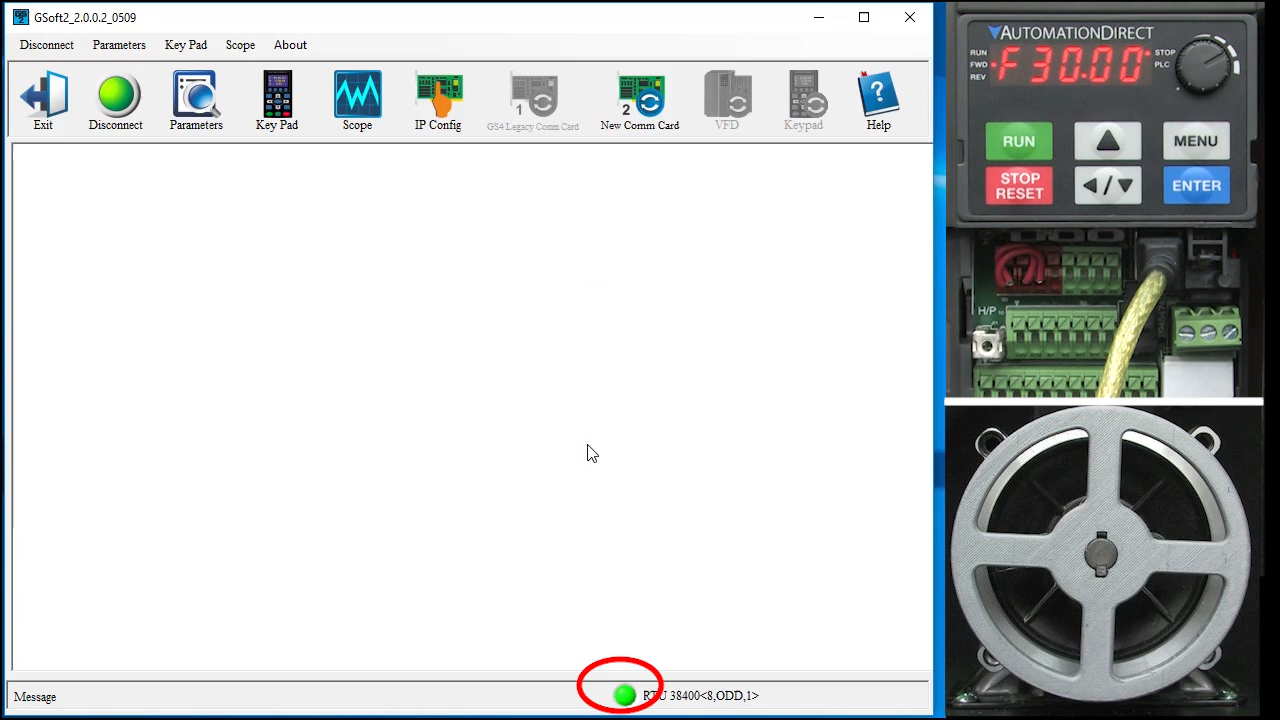 GSoft2_2.0.0.2_0509
Disconnect Parameters Key Pad Scope About
Exit Disconnect Parameters Key Pad Scope IP Config GS4 Legacy Comm Card New Comm Card VFD Keypad Help
1 2
Message RTU 38400<8,ODD,1>
AUTOMATIONDIRECT
RUN
FWD
REV
F 30.00
STOP
PLC
RUN MENU
STOP
RESET
ENTER
H/P